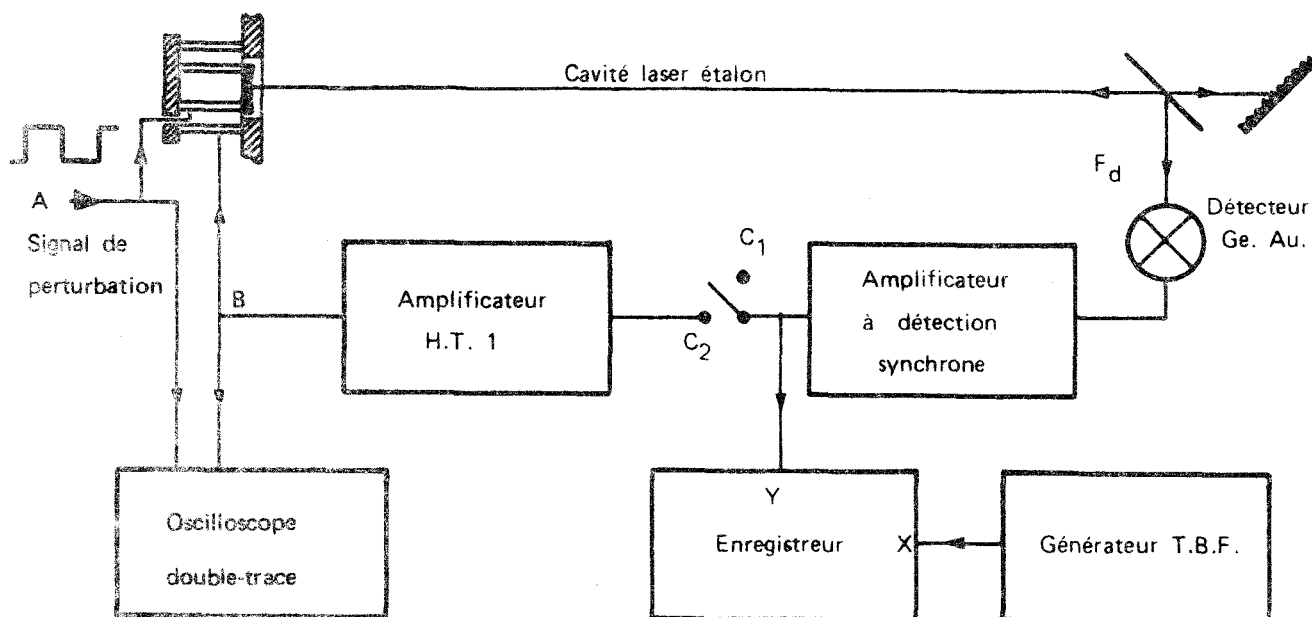 Cavité laser étalon
F_d
Détecteur
Ge. Au.
A
Signal de
perturbation
B
Amplificateur
H.T. 1
C_1
C_2
Amplificateur
à détection
synchrone
Oscilloscope
double-trace
Y
Enregistreur
X
Générateur T.B.F.